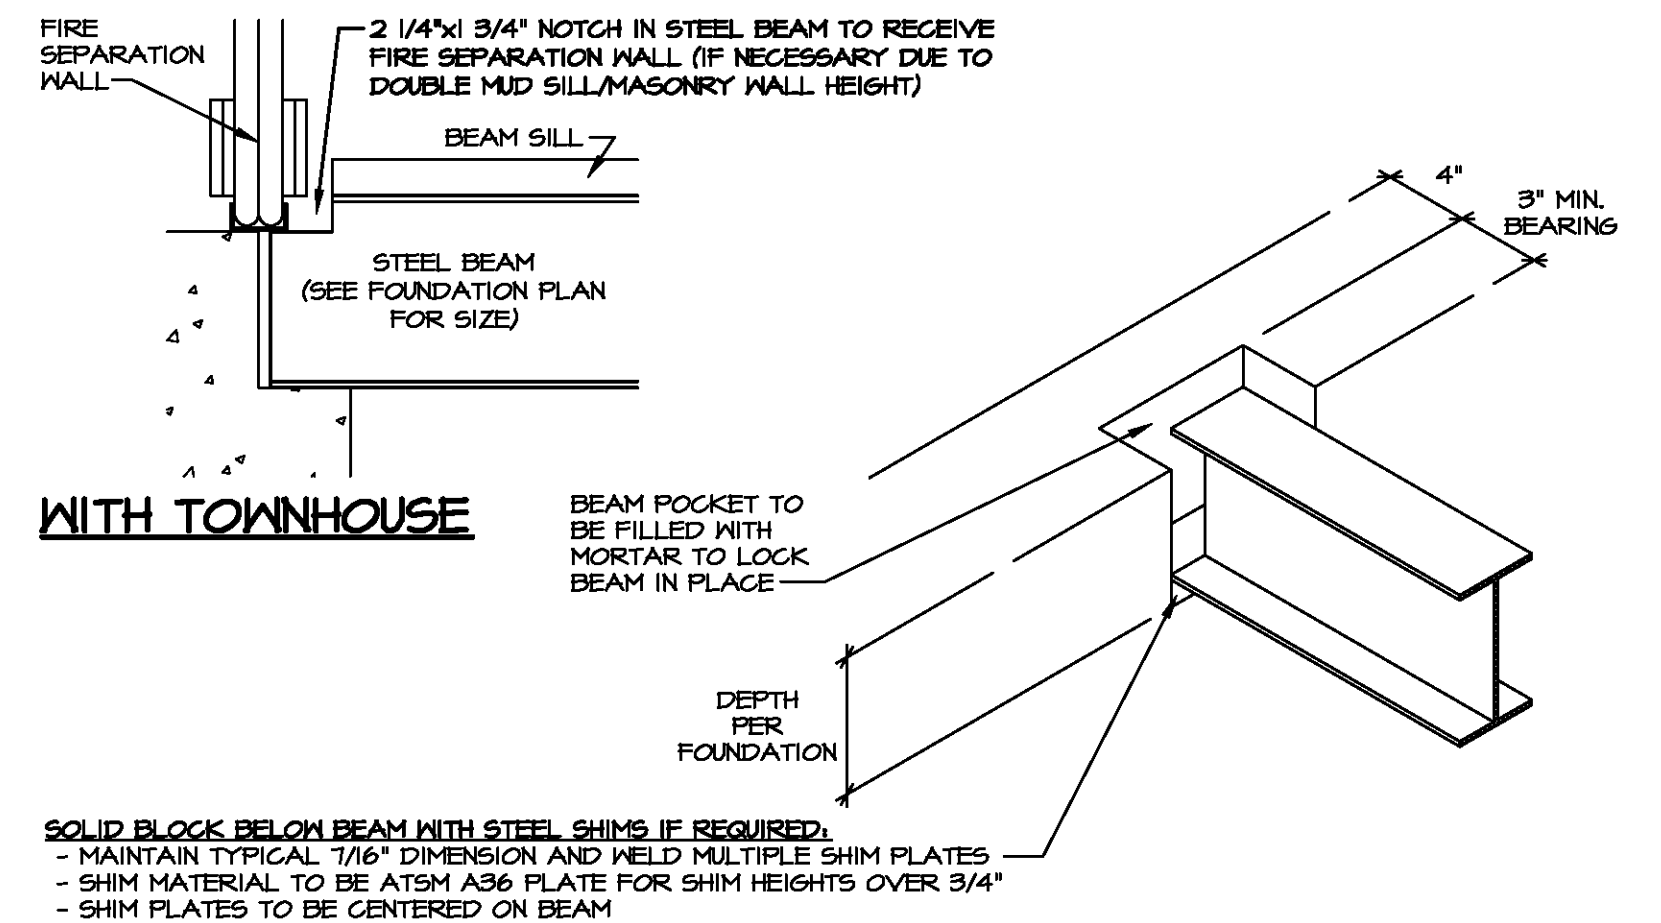 FIRE
SEPARATION
WALL
2 1/4"x1 3/4" NOTCH IN STEEL BEAM TO RECEIVE
FIRE SEPARATION WALL (IF NECESSARY DUE TO
DOUBLE MUD SILL/MASONRY WALL HEIGHT)
BEAM SILL
STEEL BEAM
(SEE FOUNDATION PLAN
FOR SIZE)
WITH TOWNHOUSE
4"
3" MIN.
BEARING
BEAM POCKET TO
BE FILLED WITH
MORTAR TO LOCK
BEAM IN PLACE
DEPTH
PER
FOUNDATION
SOLID BLOCK BELOW BEAM WITH STEEL SHIMS IF REQUIRED:
- MAINTAIN TYPICAL 7/16" DIMENSION AND WELD MULTIPLE SHIM PLATES
- SHIM MATERIAL TO BE ATSM A36 PLATE FOR SHIM HEIGHTS OVER 3/4"
- SHIM PLATES TO BE CENTERED ON BEAM